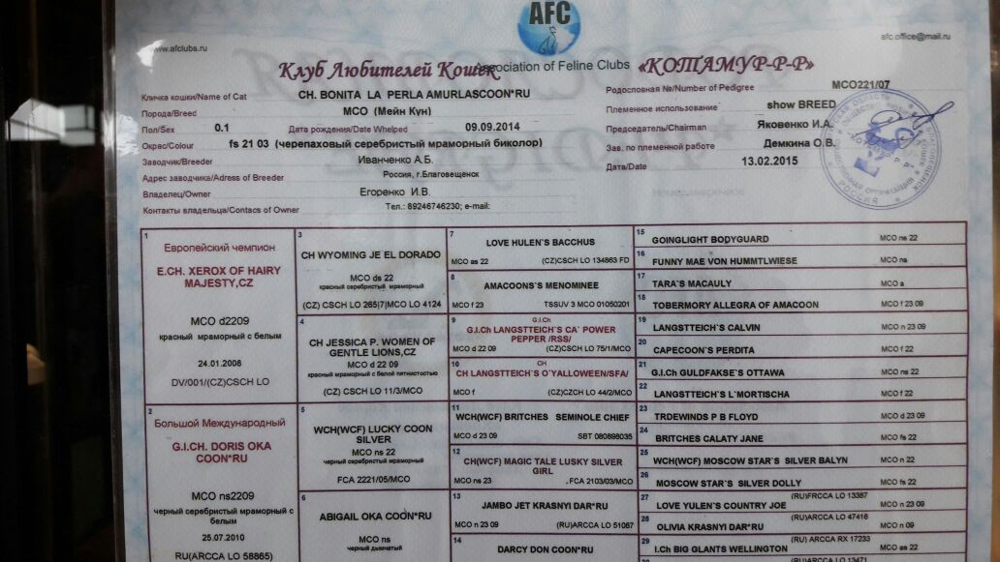 AFC
www.afclubs.ru
afc.office@mail.ru
Клуб Любителей Кошек
Association of Feline Clubs
«КОТАМУР-Р-Р»
Кличка кошки/Name of Cat CH. BONITA LA PERLA AMURLASCOON*RU
Родословная №/Number of Pedigree MCO221/07
Порода/Breed MCO (Мейн Кун)
Племенное использование show BREED
Пол/Sex 0.1 Дата рождения/Date Whelped 09.09.2014
Председатель/Chairman Яковенко И.А.
Окрас/Colour fs 21 03 (черепаховый серебристый мраморный биколор)
Зав. по племенной работе Демкина О.В.
Заводчик/Breeder Иванченко А.Б.
Дата/Date 13.02.2015
Адрес заводчика/Adress of Breeder Россия, г.Благовещенск
Владелец/Owner Егоренко И.В.
Контакты владельца/Contacs of Owner Тел.: 89246746230; e-mail:
1
Европейский чемпион
E.CH. XEROX OF HAIRY
MAJESTY,CZ
MCO d2209
красный мраморный с белым
24.01.2008
DV/001/(CZ)CSCH LO
2
Большой Международный
G.I.CH. DORIS OKA
COON*RU
MCO ns2209
черный серебристый мраморный с
белым
25.07.2010
RU(ARCCA LO 58865)
3
CH WYOMING JE EL DORADO
MCO ds 22
красный серебристый мраморный
(CZ) CSCH LO 265|7|MCO LO 4124
4
CH JESSICA P. WOMEN OF
GENTLE LIONS,CZ
MCO d 22 09
красный мраморный с белой пятнистостью
(CZ) CSCH LO 11/3/MCO
5
WCH(WCF) LUCKY COON
SILVER
MCO ns 22
черный серебристый мраморный
FCA 2221/05/MCO
6
ABIGAIL OKA COON*RU
MCO ns
черный дымчатый
7
LOVE HULEN`S BACCHUS
MCO as 22 (CZ)CSCH LO 134863 FD
8
AMACOONS`S MENOMINEE
MCO f 23 TSSUV 3 MCO 01050201
9
G.I.Ch
G.I.Ch LANGSTTEICH`S CA` POWER
PEPPER /RSS/
MCO d 22 09 (CZ)CSCH LO 75/1/MCO
10
CH
CH LANGSTTEICH`S O`YALLOWEEN/SFA/
MCO f (CZ)CZCH LO 44/2/MCO
11
WCH(WCF) BRITCHES SEMINOLE CHIEF
MCO d 23 09 SBT 080898035
12
CH(WCF) MAGIC TALE LUSKY SILVER
GIRL
MCO ns 23 .FCA 2103/03/MCO
13
JAMBO JET KRASNYI DAR*RU
MCO n 23 09 (RU)ARCCA LO 51087
14
DARCY DON COON*RU
15
GOINGLIGHT BODYGUARD MCO ns 22
16
FUNNY MAE VON HUMMTLWIESE MCO ns
17
TARA`S MACAULY MCO a
18
TOBERMORY ALLEGRA OF AMACOON MCO f 23 09
19
LANGSTTEICH`S CALVIN MCO n 23 09
20
CAPECOON`S PERDITA MCO f 22
21
G.I.Ch GULDFAKSE`S OTTAWA MCO ns 22
22
LANGSTTEICH`S L`MORTISCHA MCO f 22
23
TRDEWINDS P B FLOYD MCO d 23 09
24
BRITCHES CALATY JANE MCO fs 22
25
WCH(WCF) MOSCOW STAR`S SILVER BALYN MCO n 22
26
MOSCOW STAR`S SILVER DOLLY MCO fs 22
27
(RU)FRCCA LO 13387
LOVE YULEN`S COUNTRY JOE MCO n 23 09
28
(RU)ARCCA LO 47416
OLIVIA KRASNYI DAR*RU MCO n 09
29
(RU) ARCCA RX 17233
I.Ch BIG GLANTS WELLINGTON MCO as 22